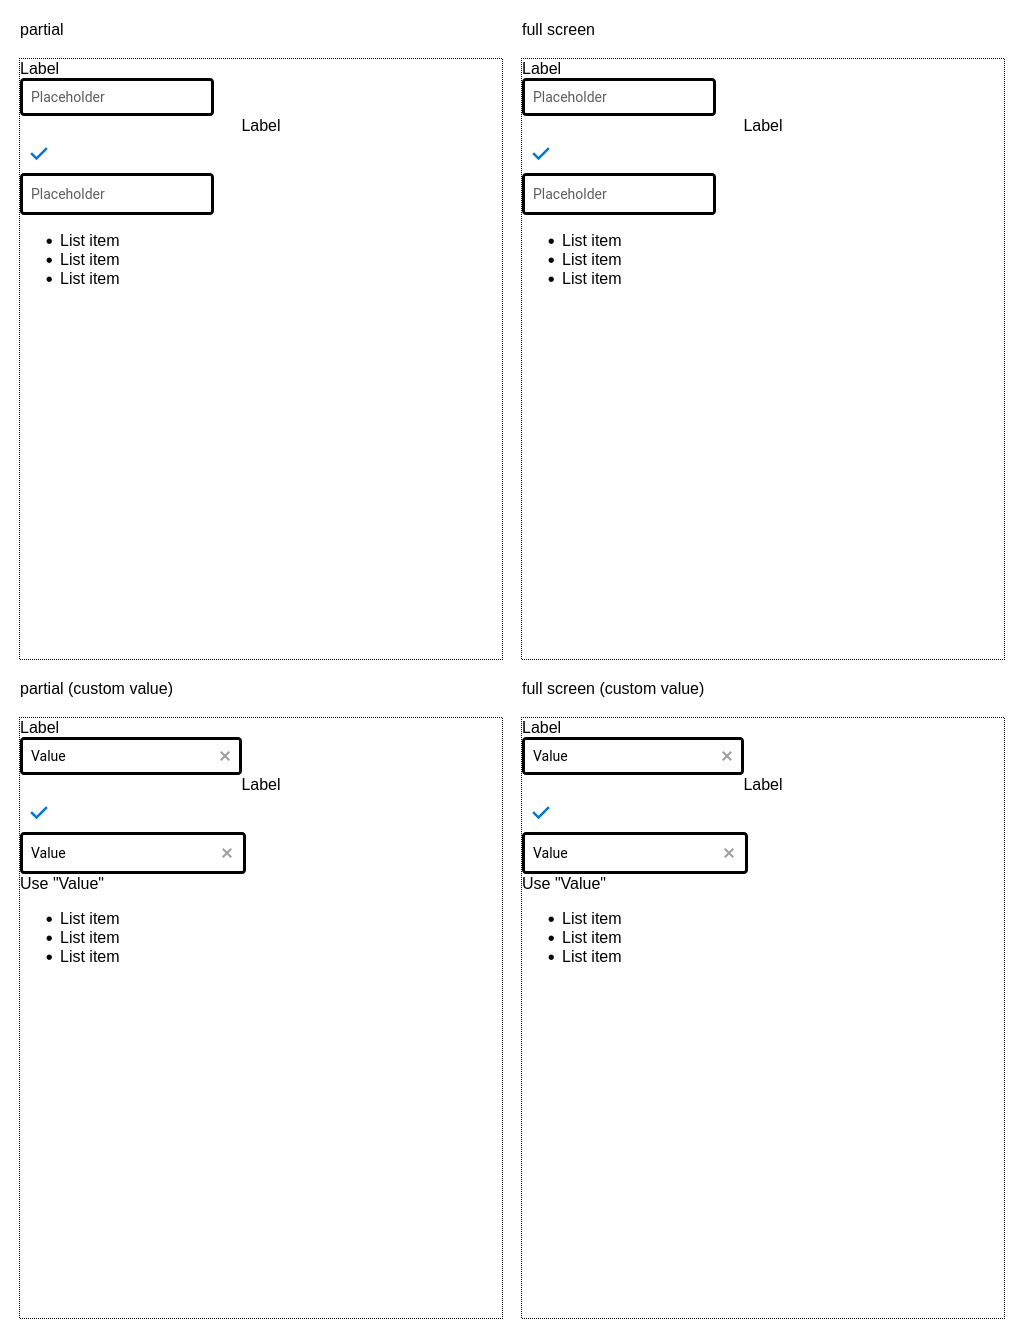 partial
Label
Placeholder
Label
Placeholder
List item
List item
List item
full screen
Label
Placeholder
Label
Placeholder
List item
List item
List item
partial (custom value)
Label
Value
Label
Value
Use "Value"
List item
List item
List item
full screen (custom value)
Label
Value
Label
Value
Use "Value"
List item
List item
List item